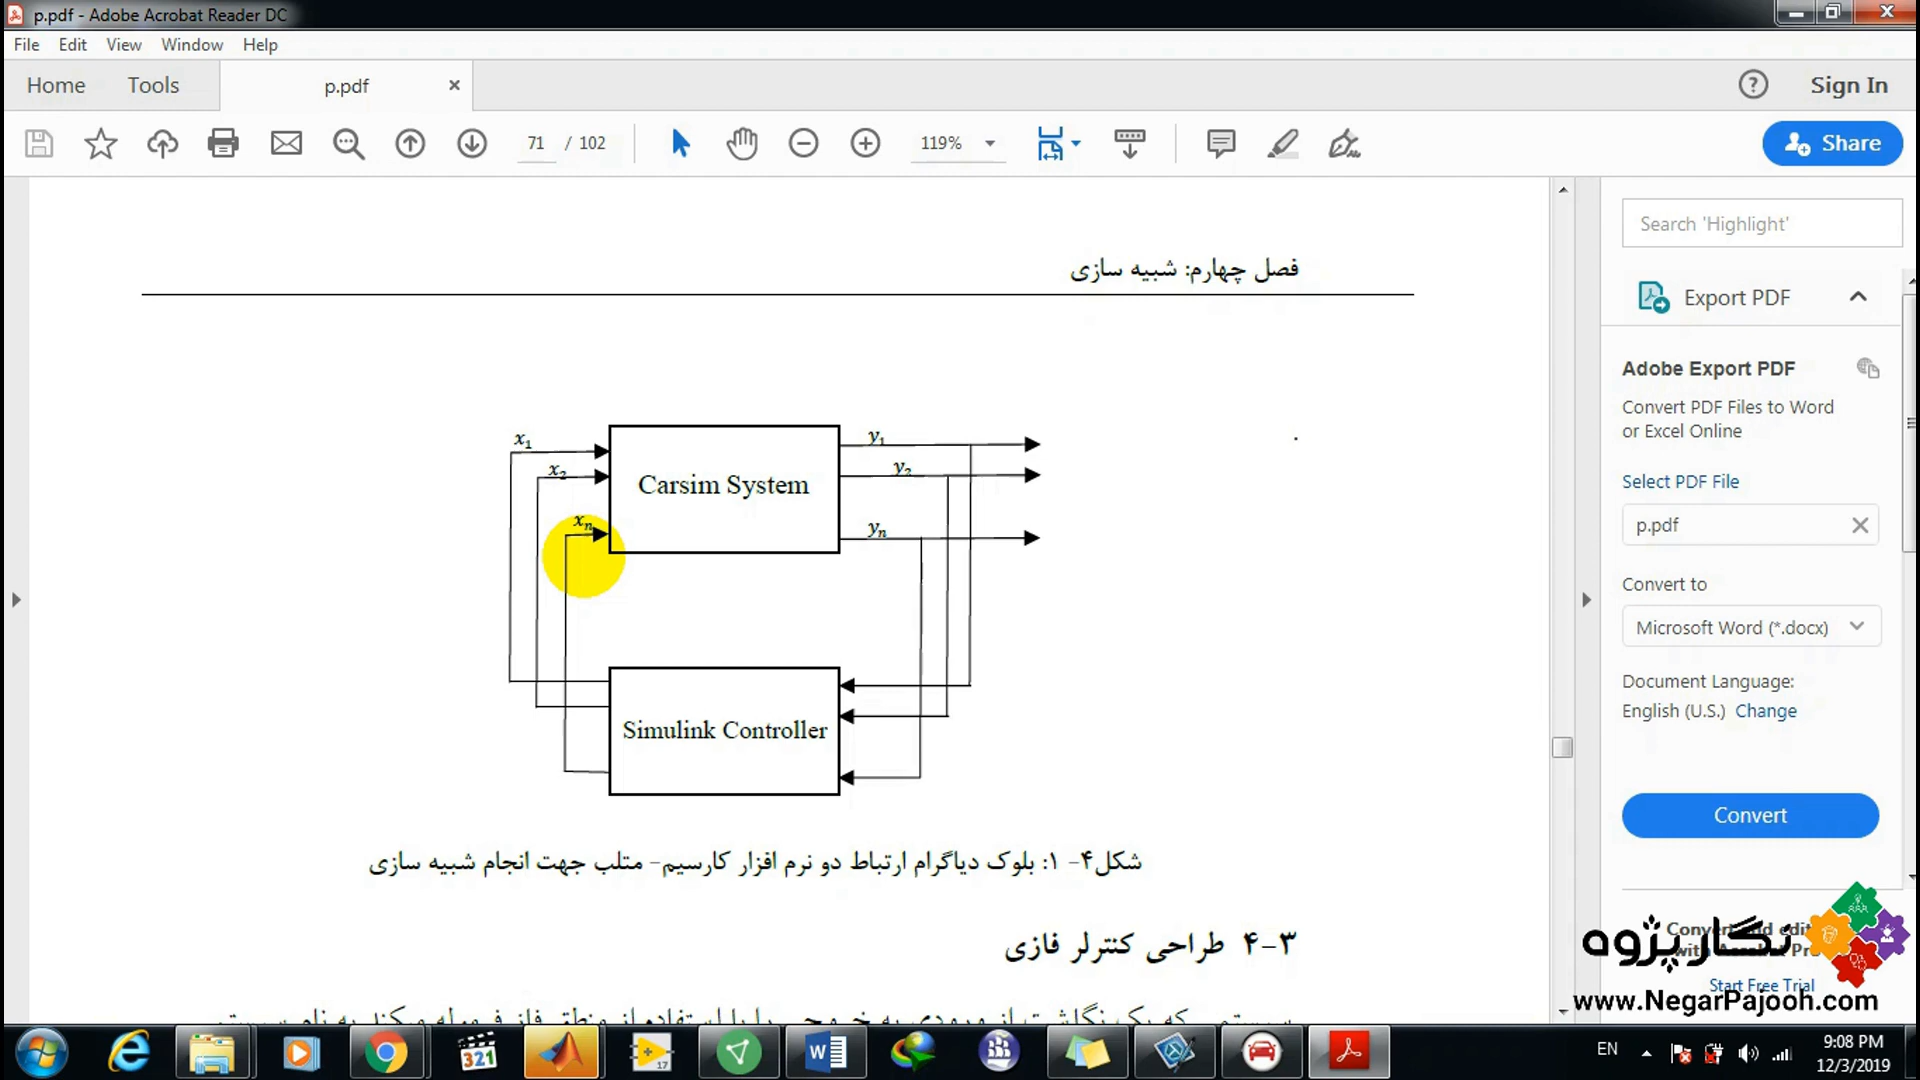 p.pdf - Adobe Acrobat Reader DC
File Edit View Window Help
Home Tools p.pdf Sign In
71 / 102 119% Share
فصل چهارم: شبیه سازی
x1 y1
x2 y2
Carsim System
xn yn
Simulink Controller
شکل۴- ۱: بلوک دیاگرام ارتباط دو نرم افزار کارسیم- متلب جهت انجام شبیه سازی
۴-۳ طراحی کنترلر فازی
Search 'Highlight'
Export PDF
Adobe Export PDF
Convert PDF Files to Word
or Excel Online
Select PDF File
p.pdf
Convert to
Microsoft Word (*.docx)
Document Language:
English (U.S.) Change
Convert
نگار پژوه
Start Free Trial
www.NegarPajooh.com
321
17
EN
9:08 PM
12/3/2019